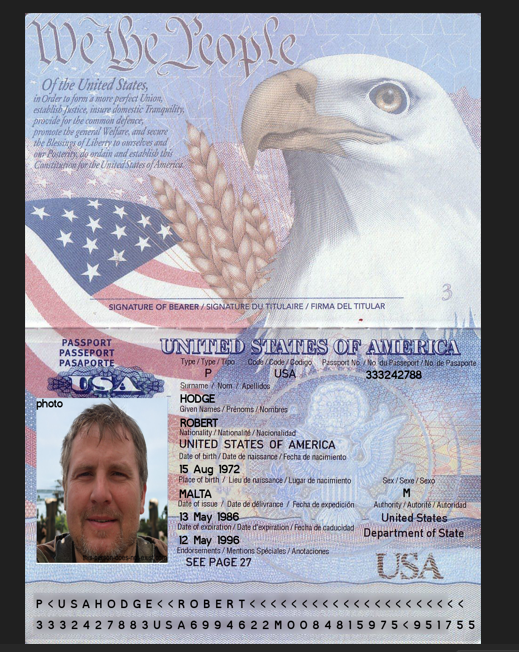 We the People
Of the United States,
in Order to form a more perfect Union,
establish Justice, insure domestic Tranquility,
provide for the common defence,
promote the general Welfare, and secure
the Blessings of Liberty to ourselves and
our Posterity, do ordain and establish this
Constitution for the United States of America.
3
SIGNATURE OF BEARER / SIGNATURE DU TITULAIRE / FIRMA DEL TITULAR
PASSPORT
PASSEPORT
PASAPORTE
USA
UNITED STATES OF AMERICA
Type / Type / Tipo Code / Code / Codigo Passport No. / No. du Passeport / No. de Pasaporte
P USA 333242788
Surname / Nom / Apellidos
HODGE
Given Names / Prénoms / Nombres
ROBERT
Nationality / Nationalité / Nacionalidad
UNITED STATES OF AMERICA
Date of birth / Date de naissance / Fecha de nacimiento
15 Aug 1972
Place of birth / Lieu de naissance / Lugar de nacimiento Sex / Sexe / Sexo
MALTA M
Date of issue / Date de délivrance / Fecha de expedición Authority / Autorité / Autoridad
13 May 1986 United States
Date of expiration / Date d'expiration / Fecha de caducidad Department of State
12 May 1996
Endorsements / Mentions Spéciales / Anotaciones
SEE PAGE 27
USA
photo
P<USAHODGE<<ROBERT<<<<<<<<<<<<<<<<<<<<<
3332427883USA6994622M0084815975<951755